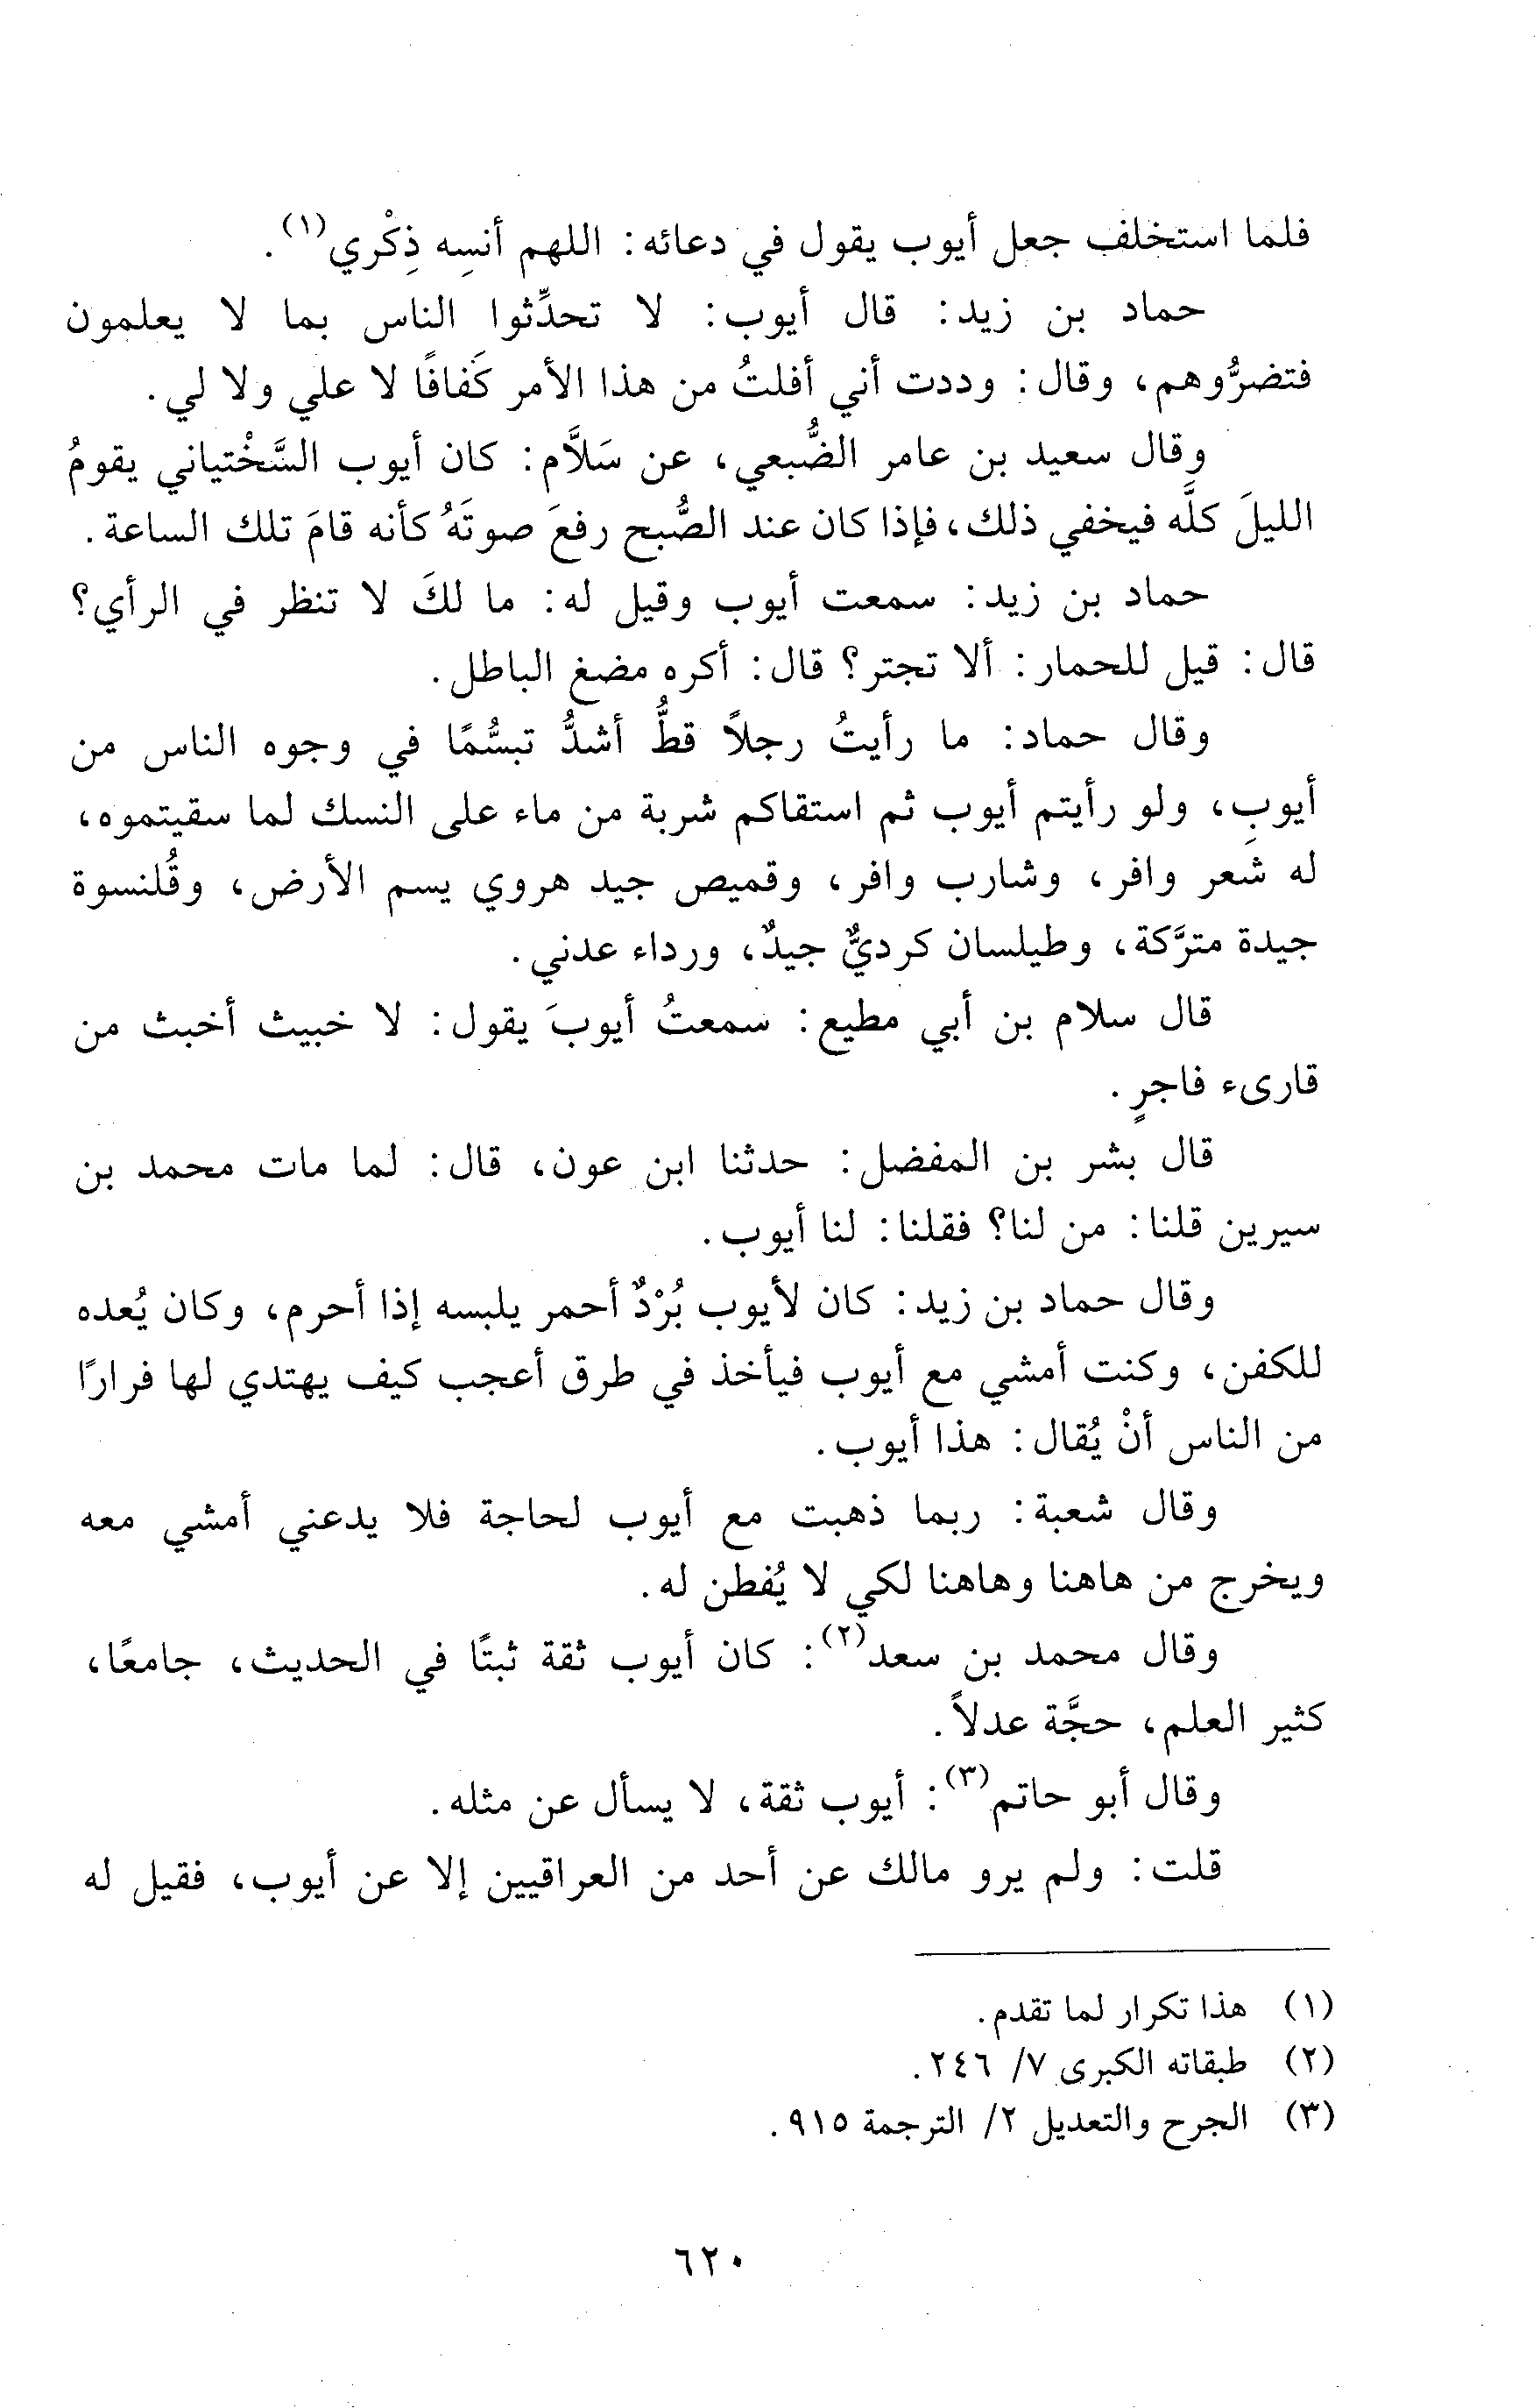 فلما استخلف جعل أيوب يقول في دعائه: اللهم أنسِه ذِكْري(١).
حماد بن زيد: قال أيوب: لا تحدِّثوا الناس بما لا يعلمون
فتضرُّوهم، وقال: وددت أني أفلتُ من هذا الأمر كَفافًا لا علي ولا لي.
وقال سعيد بن عامر الضُّبعي، عن سَلاَّم: كان أيوب السَّخْتياني يقومُ
الليلَ كلَّه فيخفي ذلك، فإذا كان عند الصُّبح رفعَ صوتَهُ كأنه قامَ تلك الساعة.
حماد بن زيد: سمعت أيوب وقيل له: ما لكَ لا تنظر في الرأي؟
قال: قيل للحمار: ألا تجتر؟ قال: أكره مضغ الباطل.
وقال حماد: ما رأيتُ رجلاً قطُّ أشدُّ تبسُّمًا في وجوه الناس من
أيوبِ، ولو رأيتم أيوب ثم استقاكم شربة من ماء على النسك لما سقيتموه،
له شعر وافر، وشارب وافر، وقميص جيد هروي يسم الأرض، وقُلنسوة
جيدة متركَّة، وطيلسان كرديٌّ جيدٌ، ورداء عدني.
قال سلام بن أبي مطيع: سمعتُ أيوبَ يقول: لا خبيث أخبث من
قارىء فاجرٍ.
قال بشر بن المفضل: حدثنا ابن عون، قال: لما مات محمد بن
سيرين قلنا: من لنا؟ فقلنا: لنا أيوب.
وقال حماد بن زيد: كان لأيوب بُرْدٌ أحمر يلبسه إذا أحرم، وكان يُعده
للكفن، وكنت أمشي مع أيوب فيأخذ في طرق أعجب كيف يهتدي لها فرارًا
من الناس أنْ يُقال: هذا أيوب.
وقال شعبة: ربما ذهبت مع أيوب لحاجة فلا يدعني أمشي معه
ويخرج من هاهنا وهاهنا لكي لا يُفطن له.
وقال محمد بن سعد(٢): كان أيوب ثقة ثبتًا في الحديث، جامعًا،
كثير العلم، حجَّة عدلاً.
وقال أبو حاتم(٣): أيوب ثقة، لا يسأل عن مثله.
قلت: ولم يرو مالك عن أحد من العراقيين إلا عن أيوب، فقيل له
(١) هذا تكرار لما تقدم.
(٢) طبقاته الكبرى ٧/ ٢٤٦.
(٣) الجرح والتعديل ٢/ الترجمة ٩١٥.
٦٢٠